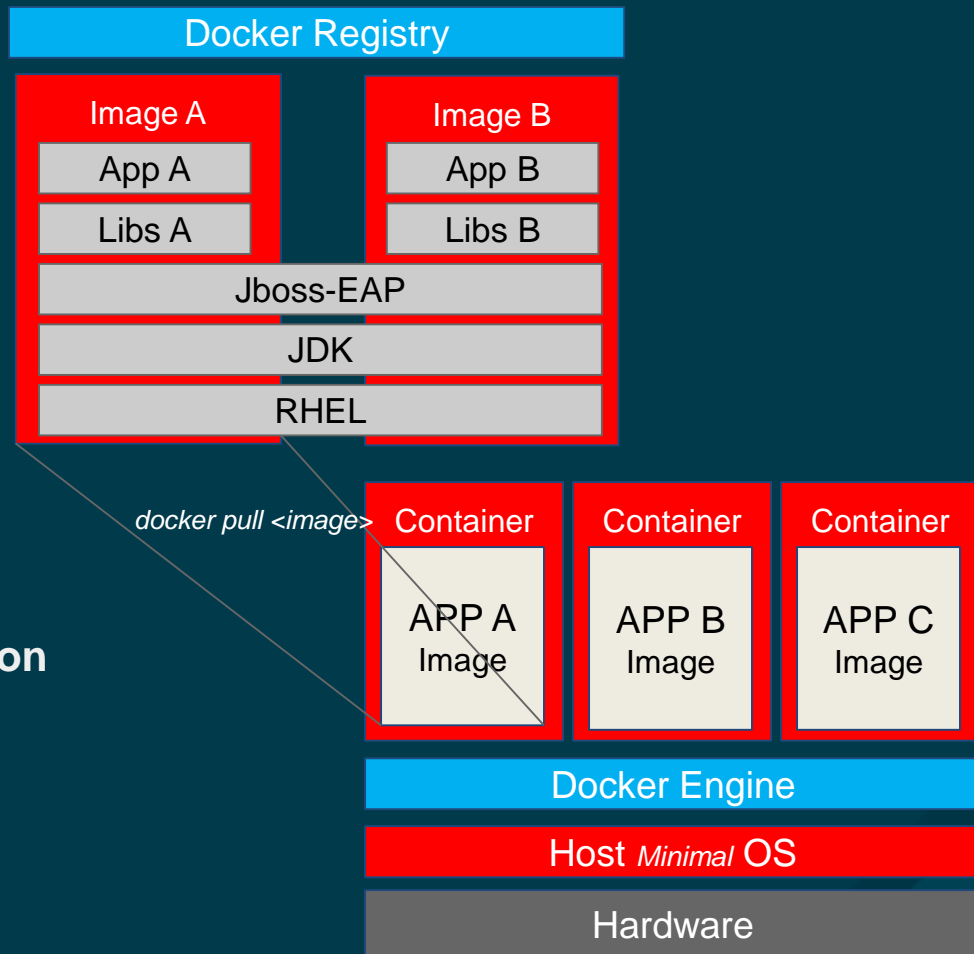 Docker Registry
Image A
Image B
App A
App B
Libs A
Libs B
Jboss-EAP
JDK
RHEL
docker pull <image>
Container
Container
Container
APP A
Image
APP B
Image
APP C
Image
on
Docker Engine
Host Minimal OS
Hardware